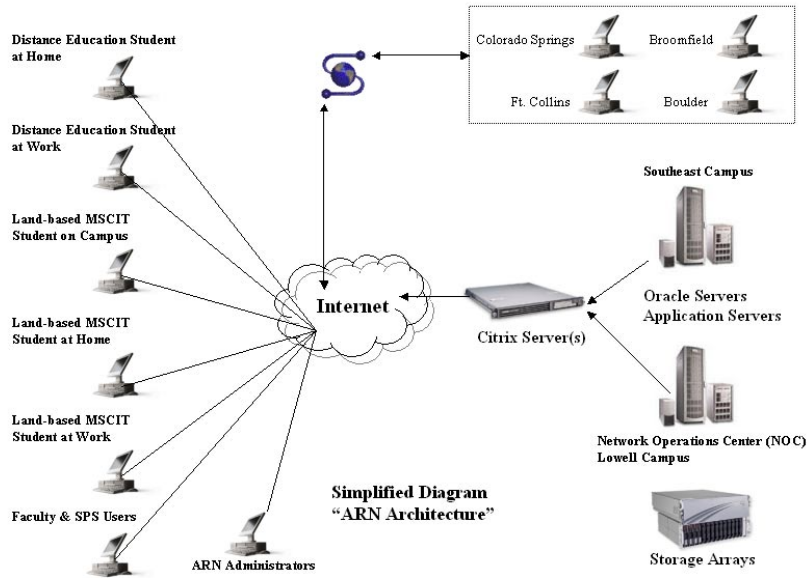 Distance Education Student
at Home
Distance Education Student
at Work
Land-based MSCIT
Student on Campus
Land-based MSCIT
Student at Home
Land-based MSCIT
Student at Work
Faculty & SPS Users
ARN Administrators
Colorado Springs
Broomfield
Ft. Collins
Boulder
Internet
Citrix Server(s)
Southeast Campus
Oracle Servers
Application Servers
Network Operations Center (NOC)
Lowell Campus
Storage Arrays
Simplified Diagram
“ARN Architecture”